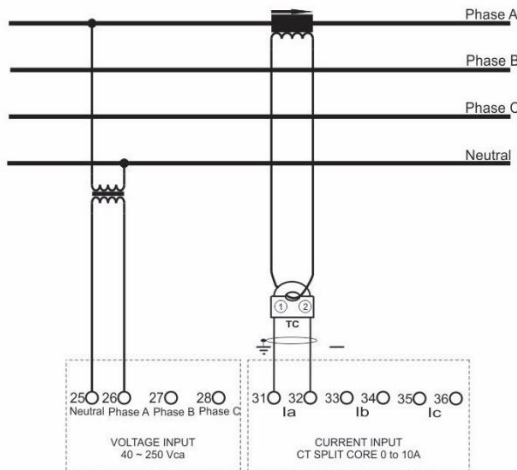 Phase A
Phase B
Phase C
Neutral
1 2
TC
25 26 27 28 31 32 33 34 35 36
Neutral Phase A Phase B Phase C Ia Ib Ic
VOLTAGE INPUT
40 ~ 250 Vca
CURRENT INPUT
CT SPLIT CORE 0 to 10A